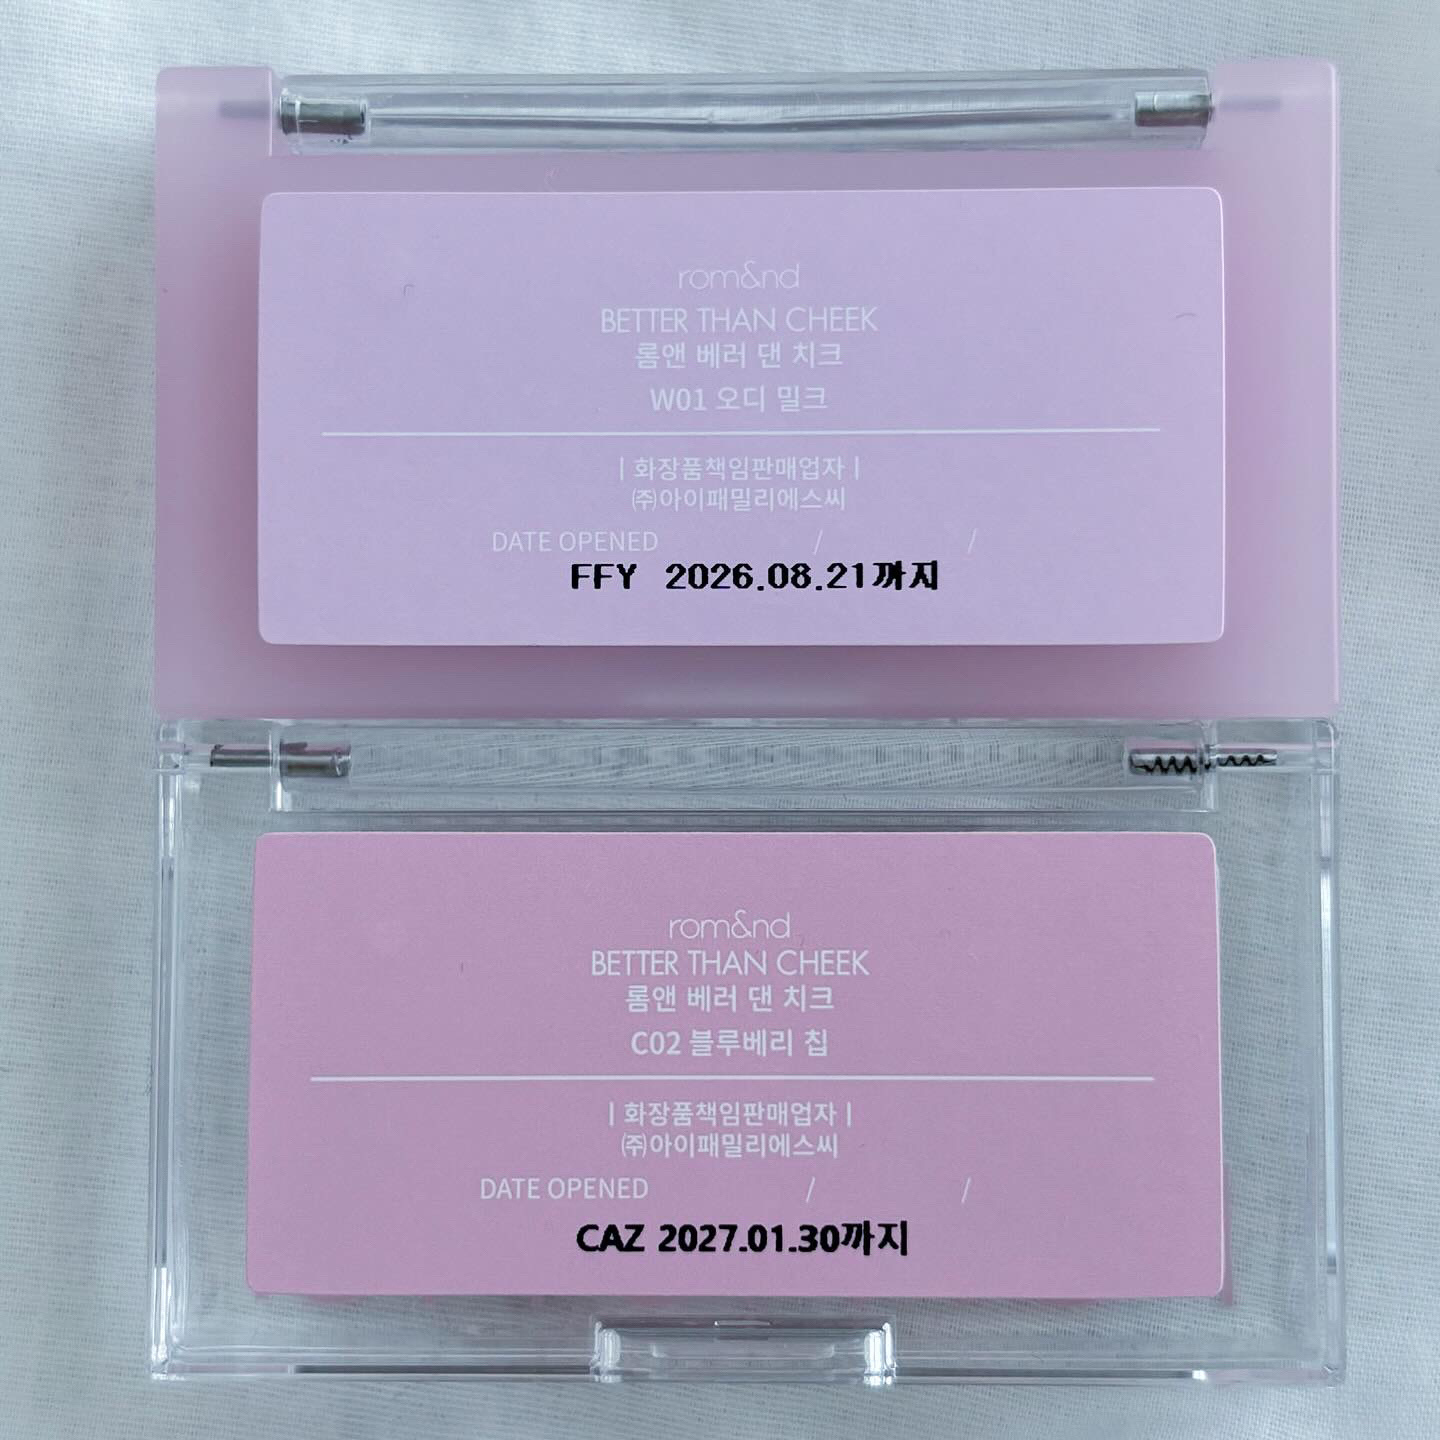 rom&nd
BETTER THAN CHEEK
롬앤 베러 댄 치크
W01 오디 밀크
| 화장품책임판매업자 |
㈜아이패밀리에스씨
DATE OPENED / /
FFY 2026.08.21까지
rom&nd
BETTER THAN CHEEK
롬앤 베러 댄 치크
C02 블루베리 칩
| 화장품책임판매업자 |
㈜아이패밀리에스씨
DATE OPENED / /
CAZ 2027.01.30까지